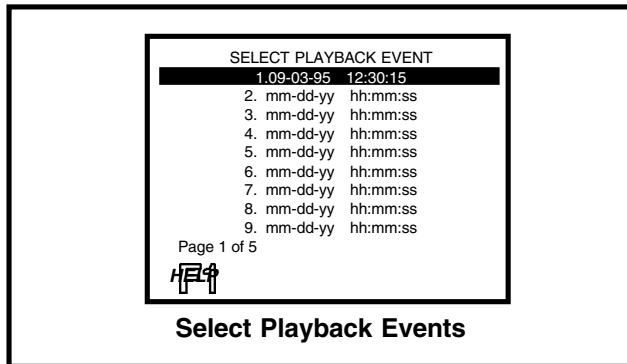 SELECT PLAYBACK EVENT
1.09-03-95 12:30:15
2. mm-dd-yy hh:mm:ss
3. mm-dd-yy hh:mm:ss
4. mm-dd-yy hh:mm:ss
5. mm-dd-yy hh:mm:ss
6. mm-dd-yy hh:mm:ss
7. mm-dd-yy hh:mm:ss
8. mm-dd-yy hh:mm:ss
9. mm-dd-yy hh:mm:ss
Page 1 of 5
HELP
F1
Select Playback Events